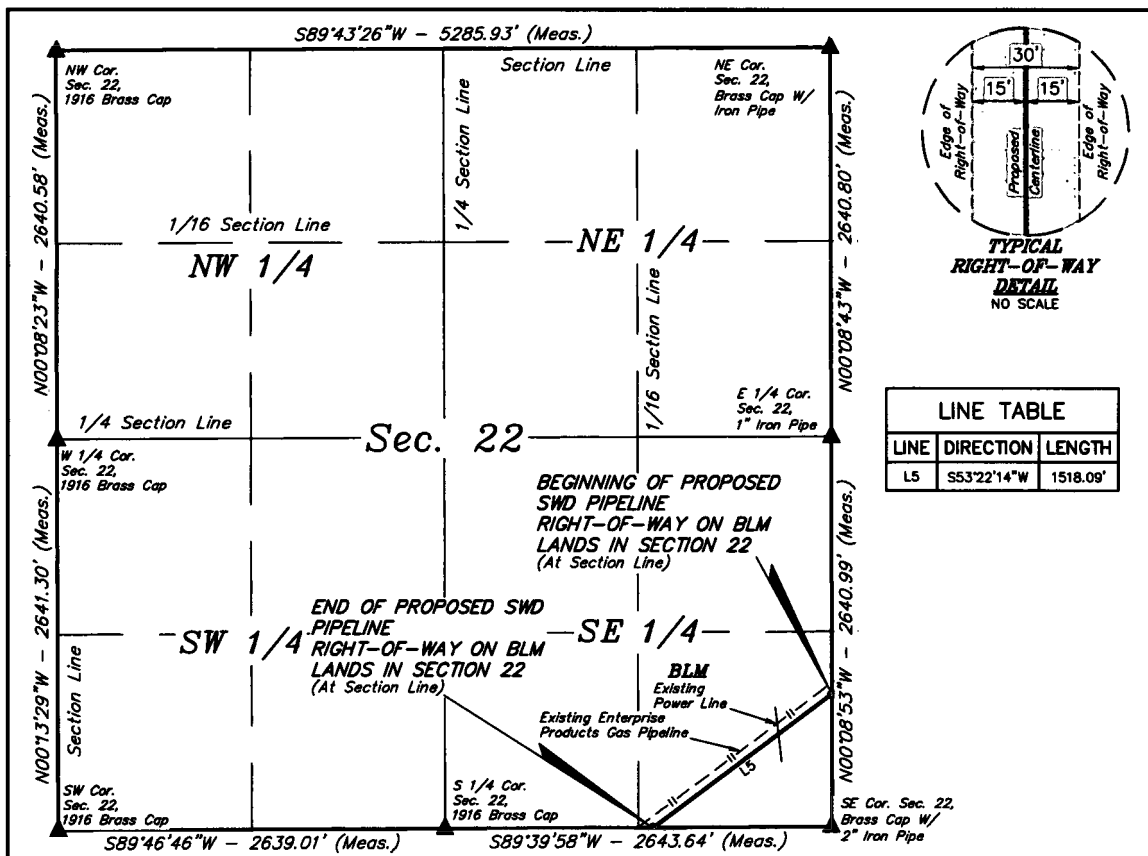 S89°43'26"W - 5285.93' (Meas.)
NW Cor.
Sec. 22,
1916 Brass Cap
Section Line
NE Cor.
Sec. 22,
Brass Cap W/
Iron Pipe
N00°08'23"W - 2640.58' (Meas.)
1/4 Section Line
1/16 Section Line
NW 1/4
NE 1/4
1/16 Section Line
N00°08'43"W - 2640.80' (Meas.)
30'
15'
15'
Edge of
Right-of-Way
Proposed
Centerline
Edge of
Right-of-Way
TYPICAL
RIGHT-OF-WAY
DETAIL
NO SCALE
1/4 Section Line
Sec. 22
E 1/4 Cor.
Sec. 22,
1" Iron Pipe
W 1/4 Cor.
Sec. 22,
1916 Brass Cap
LINE TABLE
LINE DIRECTION LENGTH
L5 S53°22'14"W 1518.09'
BEGINNING OF PROPOSED
SWD PIPELINE
RIGHT-OF-WAY ON BLM
LANDS IN SECTION 22
(At Section Line)
N00°13'29"W - 2641.30' (Meas.)
Section Line
SW 1/4
END OF PROPOSED SWD
PIPELINE
RIGHT-OF-WAY ON BLM
LANDS IN SECTION 22
(At Section Line)
SE 1/4
BLM
Existing
Power Line
Existing Enterprise
Products Gas Pipeline
L5
N00°08'53"W - 2640.99' (Meas.)
SW Cor.
Sec. 22,
1916 Brass Cap
S 1/4 Cor.
Sec. 22,
1916 Brass Cap
SE Cor. Sec. 22,
Brass Cap W/
2" Iron Pipe
S89°46'46"W - 2639.01' (Meas.)
S89°39'58"W - 2643.64' (Meas.)